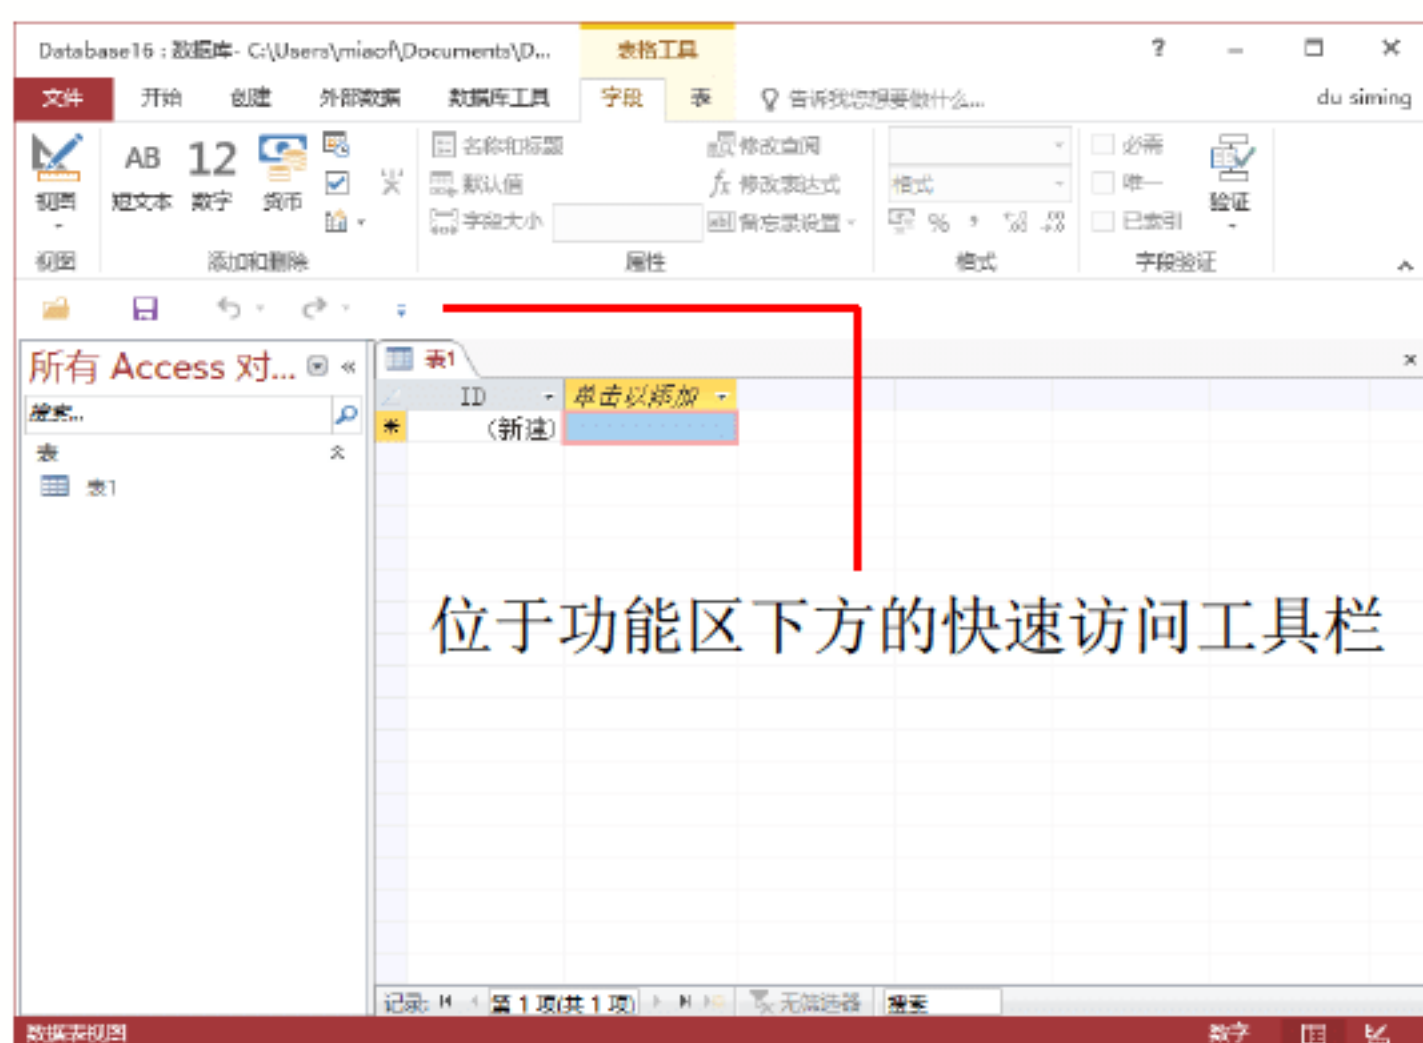 Database16 : 数据库- C:\Users\miaof\Documents\D...
表格工具
?
文件 开始 创建 外部数据 数据库工具 字段 表 告诉我您想要做什么... du siming
AB 12
视图 短文本 数字 货币
名称和标题
默认值
字段大小
修改查阅
fx 修改表达式
备忘录设置
格式
%
必需
唯一
已索引
验证
视图 添加和删除 属性 格式 字段验证
所有 Access 对...
搜索...
表
表1
表1
ID 单击以添加
(新建)
位于功能区下方的快速访问工具栏
记录: 第 1 项(共 1 项) 无筛选器 搜索
数据表视图 数字